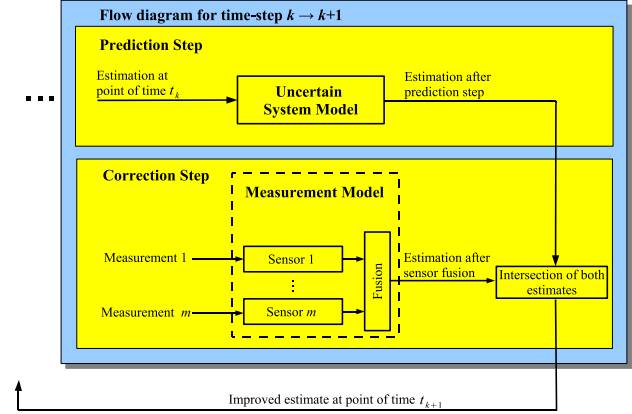 Flow diagram for time-step k → k+1
Prediction Step
Estimation at
point of time t_k
Uncertain
System Model
Estimation after
prediction step
Correction Step
Measurement Model
Measurement 1
Sensor 1
⋮
Measurement m
Sensor m
Fusion
Estimation after
sensor fusion
Intersection of both
estimates
Improved estimate at point of time t_{k+1}